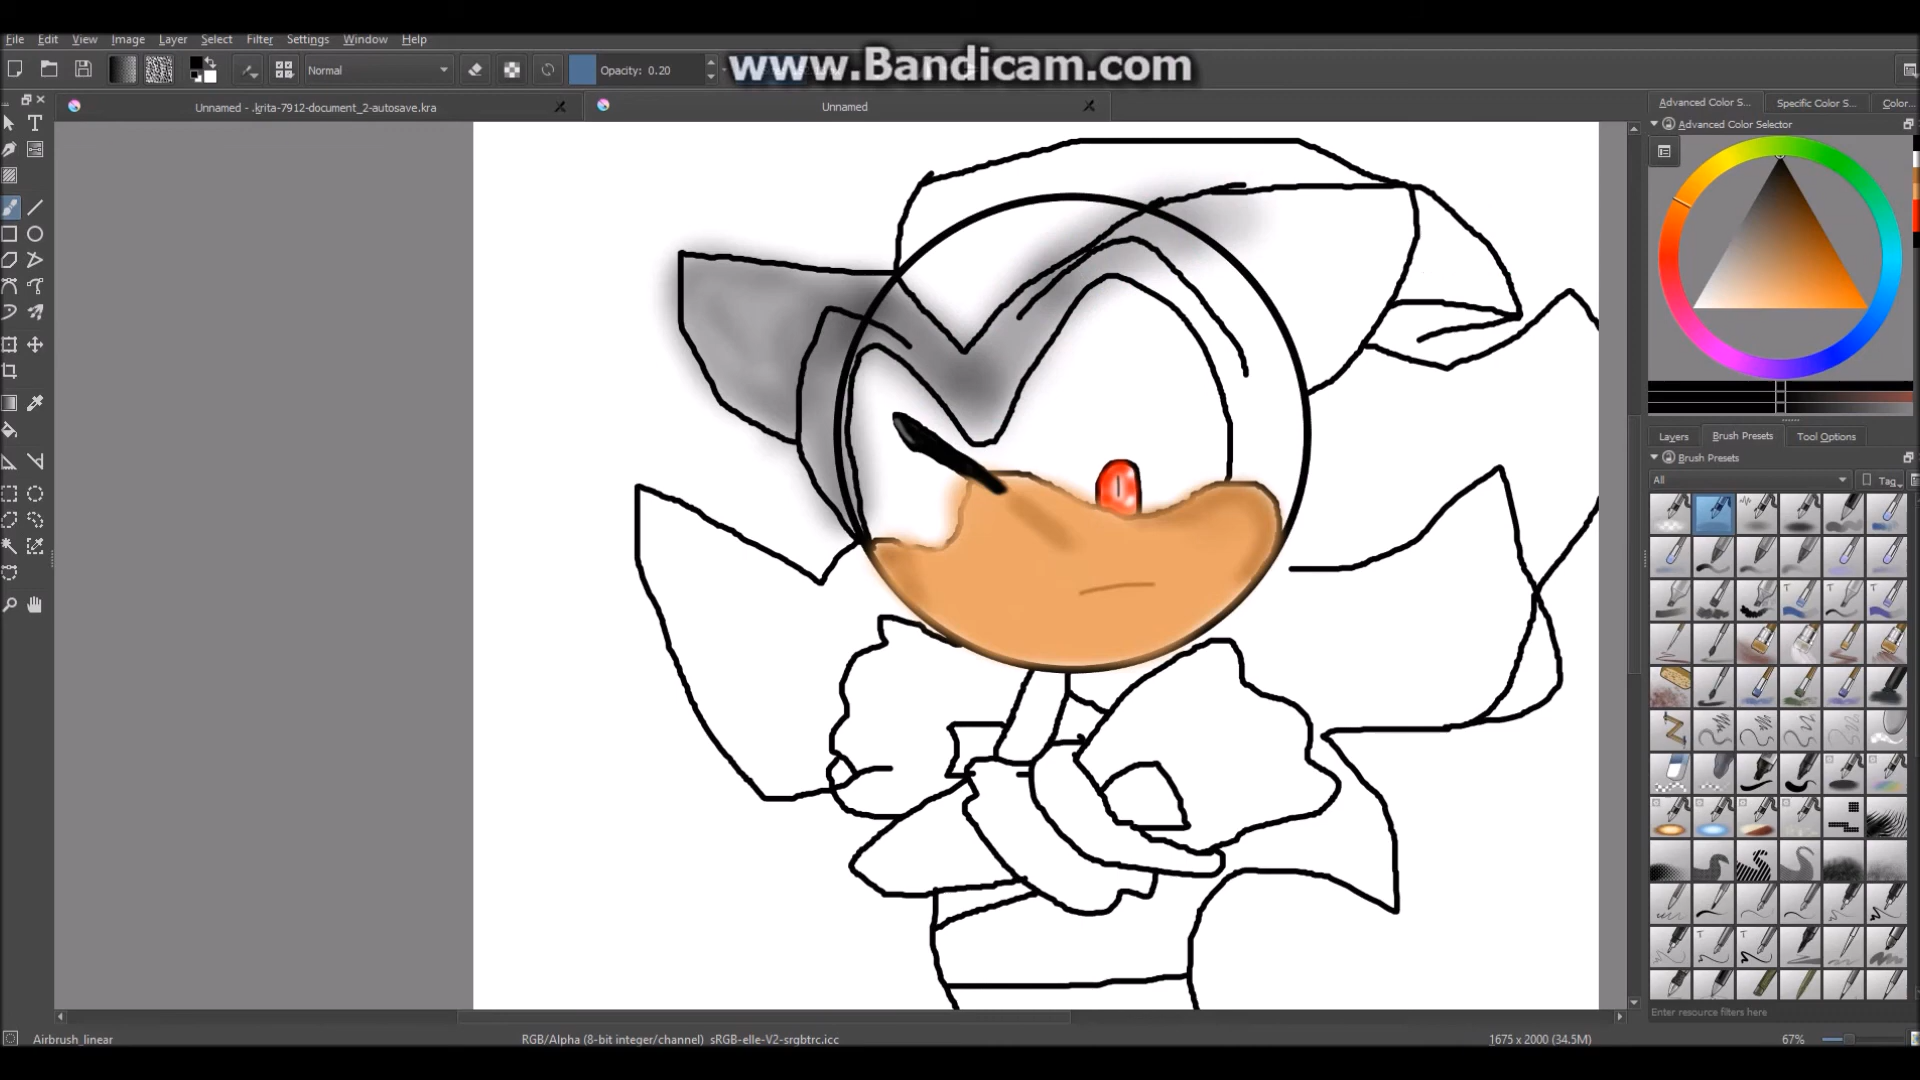 www.Bandicam.com
File Edit View Image Layer Select Filter Settings Window Help
Normal
Opacity: 0.20
Unnamed - .krita-7912-document_2-autosave.kra
Unnamed
Advanced Color S...
Specific Color S...
Color...
Advanced Color Selector
Layers
Brush Presets
Tool Options
Brush Presets
All
Tag
Enter resource filters here
Airbrush_linear
RGB/Alpha (8-bit integer/channel) sRGB-elle-V2-srgbtrc.icc
1675 x 2000 (34.5M)
67%